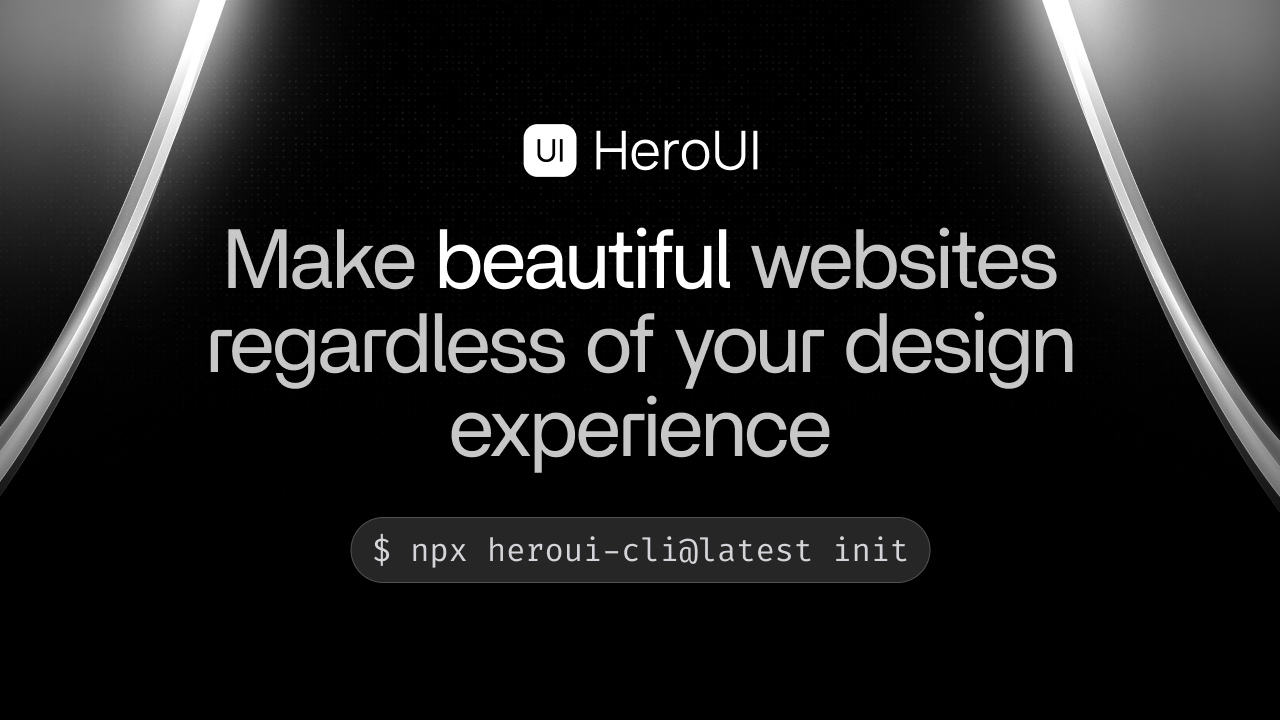 UI HeroUI
Make beautiful websites
regardless of your design
experience
$ npx heroui-cli@latest init